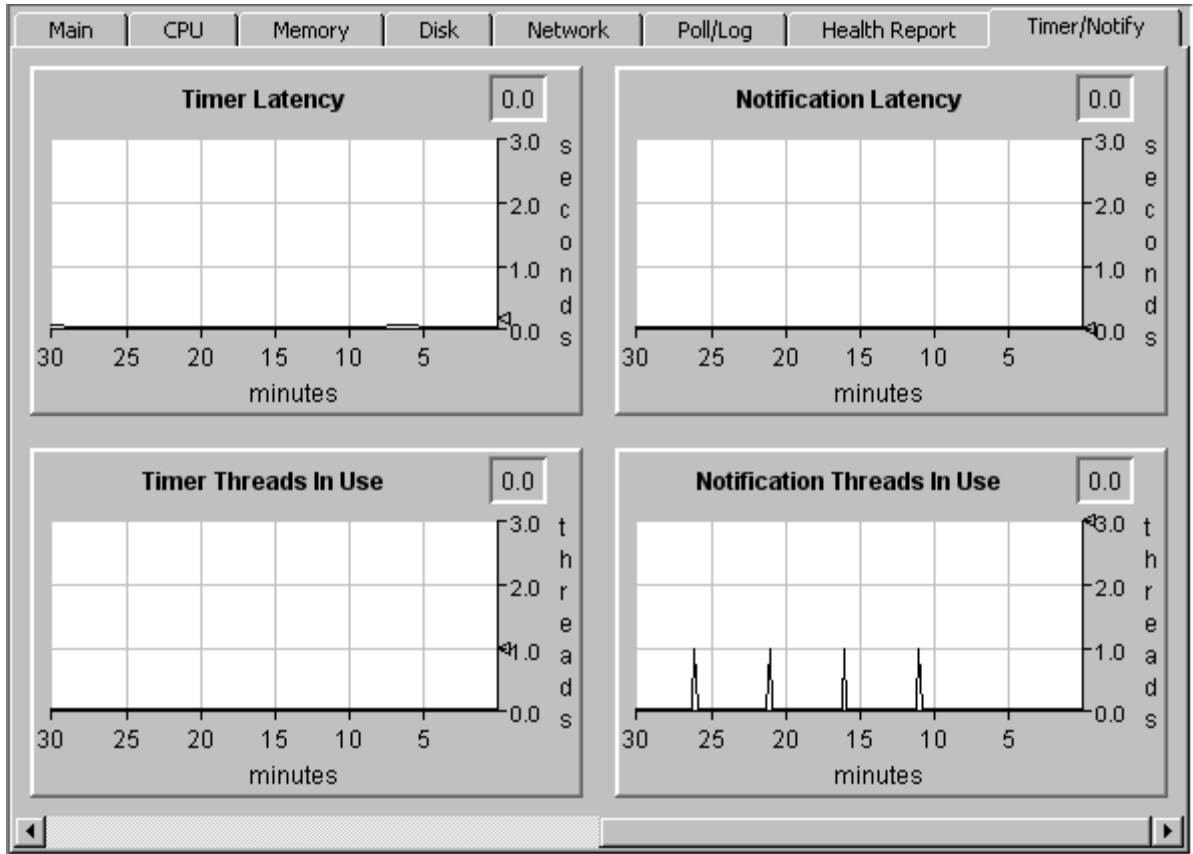 Main CPU Memory Disk Network Poll/Log Health Report Timer/Notify
Timer Latency 0.0
3.0
2.0
1.0
0.0
seconds
30 25 20 15 10 5
minutes
Notification Latency 0.0
3.0
2.0
1.0
0.0
seconds
30 25 20 15 10 5
minutes
Timer Threads In Use 0.0
3.0
2.0
1.0
0.0
threads
30 25 20 15 10 5
minutes
Notification Threads In Use 0.0
3.0
2.0
1.0
0.0
threads
30 25 20 15 10 5
minutes